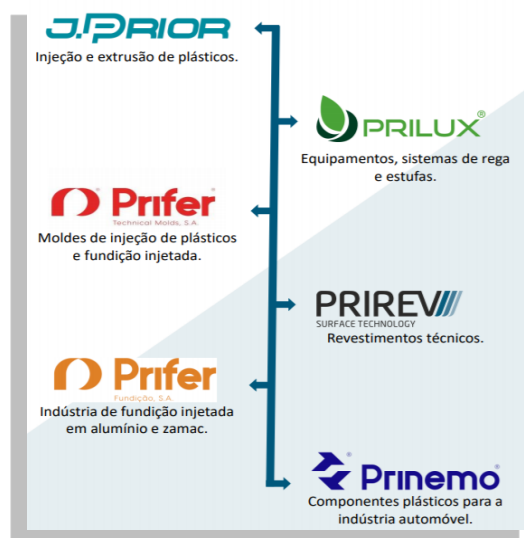 J.PRIOR
Injeção e extrusão de plásticos.
PRILUX®
Equipamentos, sistemas de rega
e estufas.
Prifer®
Technical Molds, S.A.
Moldes de injeção de plásticos
e fundição injetada.
PRIREV
SURFACE TECHNOLOGY
Revestimentos técnicos.
Prifer
Fundição, S.A.
Indústria de fundição injetada
em alumínio e zamac.
Prinemo®
Componentes plásticos para a
indústria automóvel.